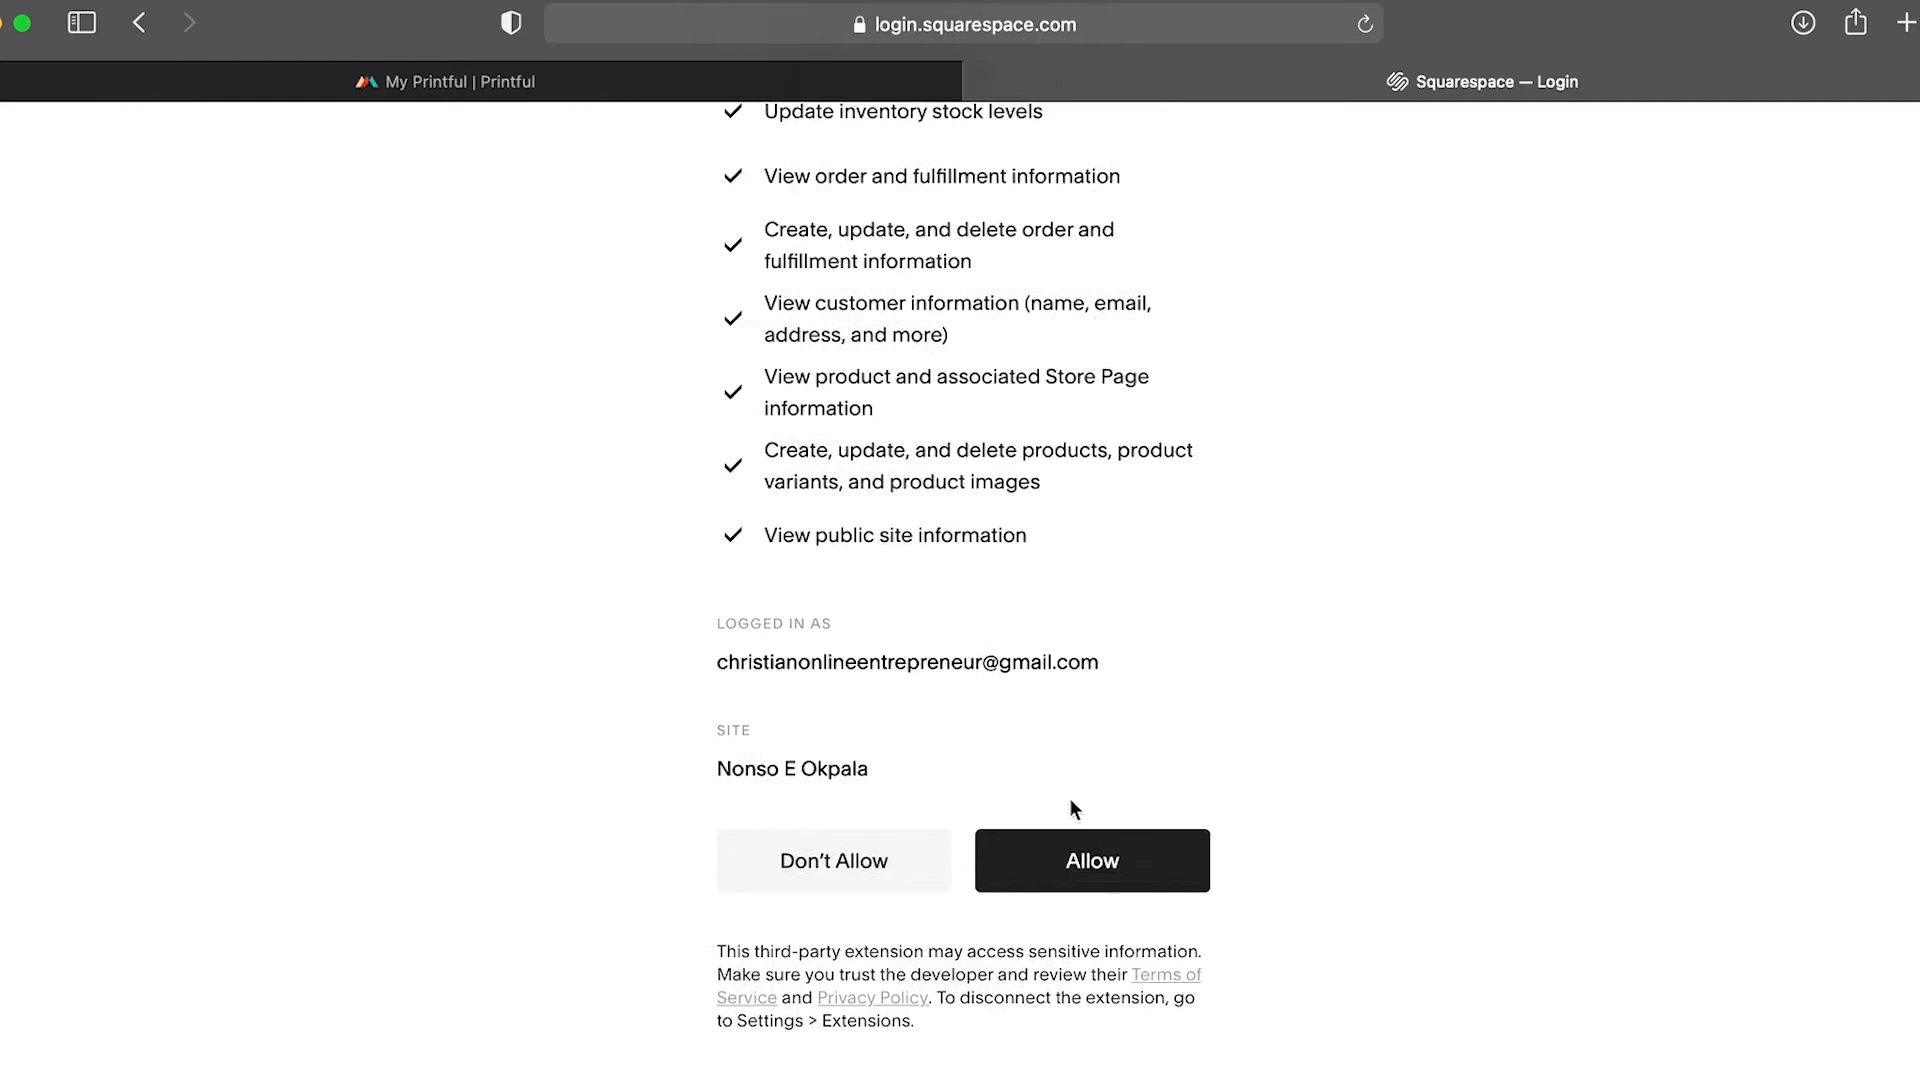 login.squarespace.com
My Printful | Printful
Squarespace — Login
Update inventory stock levels
View order and fulfillment information
Create, update, and delete order and
fulfillment information
View customer information (name, email,
address, and more)
View product and associated Store Page
information
Create, update, and delete products, product
variants, and product images
View public site information
LOGGED IN AS
christianonlineentrepreneur@gmail.com
SITE
Nonso E Okpala
Don’t Allow
Allow
This third-party extension may access sensitive information.
Make sure you trust the developer and review their Terms of
Service and Privacy Policy. To disconnect the extension, go
to Settings > Extensions.